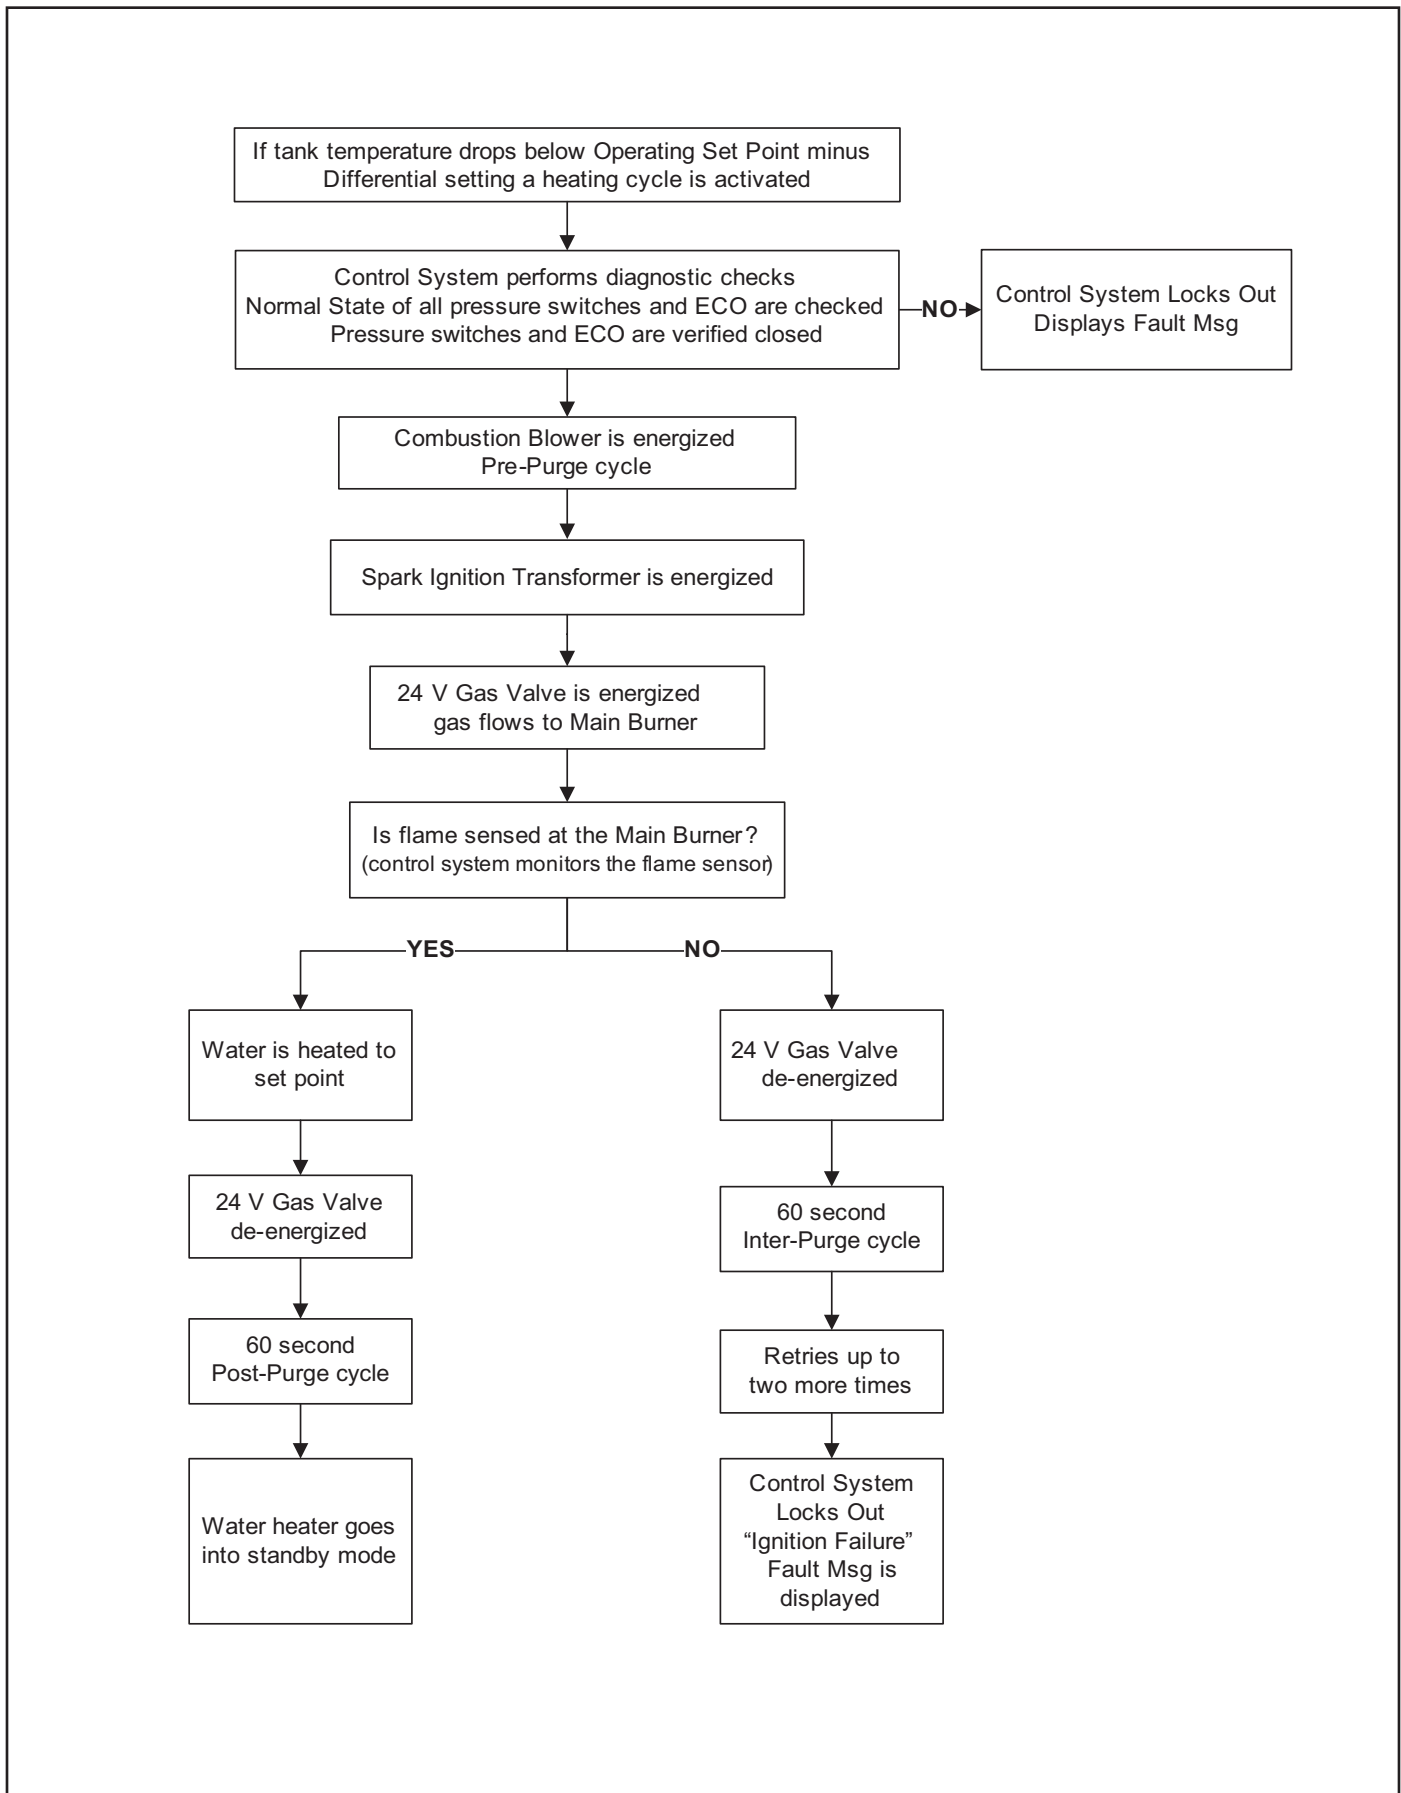 If tank temperature drops below Operating Set Point minus
Differential setting a heating cycle is activated
Control System performs diagnostic checks
Normal State of all pressure switches and ECO are checked
Pressure switches and ECO are verified closed
NO
Control System Locks Out
Displays Fault Msg
Combustion Blower is energized
Pre-Purge cycle
Spark Ignition Transformer is energized
24 V Gas Valve is energized
gas flows to Main Burner
Is flame sensed at the Main Burner?
(control system monitors the flame sensor)
YES
NO
Water is heated to
set point
24 V Gas Valve
de-energized
60 second
Post-Purge cycle
Water heater goes
into standby mode
24 V Gas Valve
de-energized
60 second
Inter-Purge cycle
Retries up to
two more times
Control System
Locks Out
“Ignition Failure”
Fault Msg is
displayed